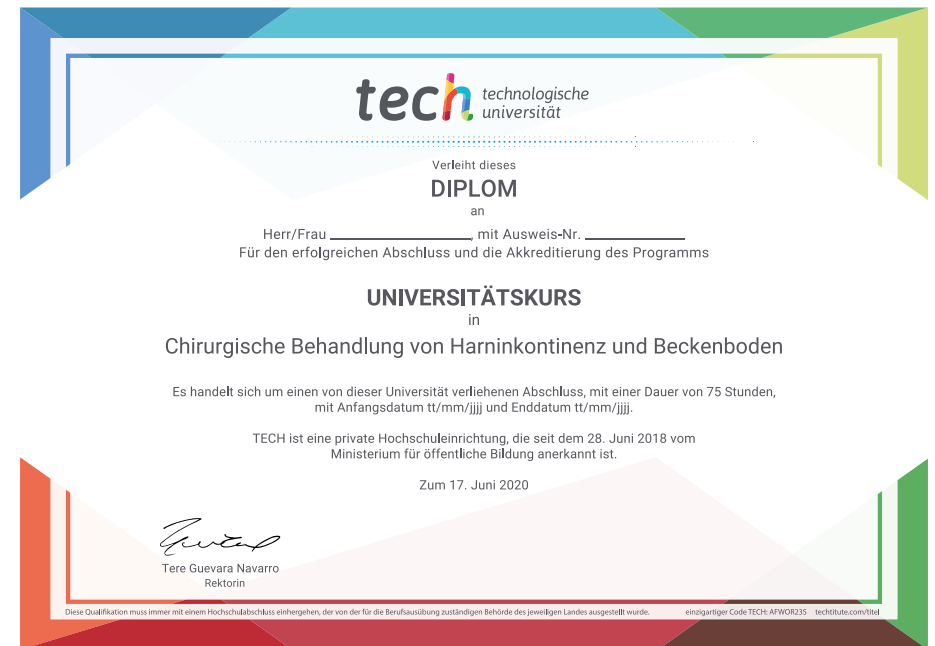 tech technologische
universität
Verleiht dieses
DIPLOM
an
Herr/Frau ____________, mit Ausweis-Nr. ____________
Für den erfolgreichen Abschluss und die Akkreditierung des Programms
UNIVERSITÄTSKURS
in
Chirurgische Behandlung von Harninkontinenz und Beckenboden
Es handelt sich um einen von dieser Universität verliehenen Abschluss, mit einer Dauer von 75 Stunden,
mit Anfangsdatum tt/mm/jjjj und Enddatum tt/mm/jjjj.
TECH ist eine private Hochschuleinrichtung, die seit dem 28. Juni 2018 vom
Ministerium für öffentliche Bildung anerkannt ist.
Zum 17. Juni 2020
Tere Guevara Navarro
Rektorin
Diese Qualifikation muss immer mit einem Hochschulabschluss einhergehen, der von der für die Berufsausübung zuständigen Behörde des jeweiligen Landes ausgestellt wurde. einzigartiger Code TECH: AFWOR23S techtitute.com/titel